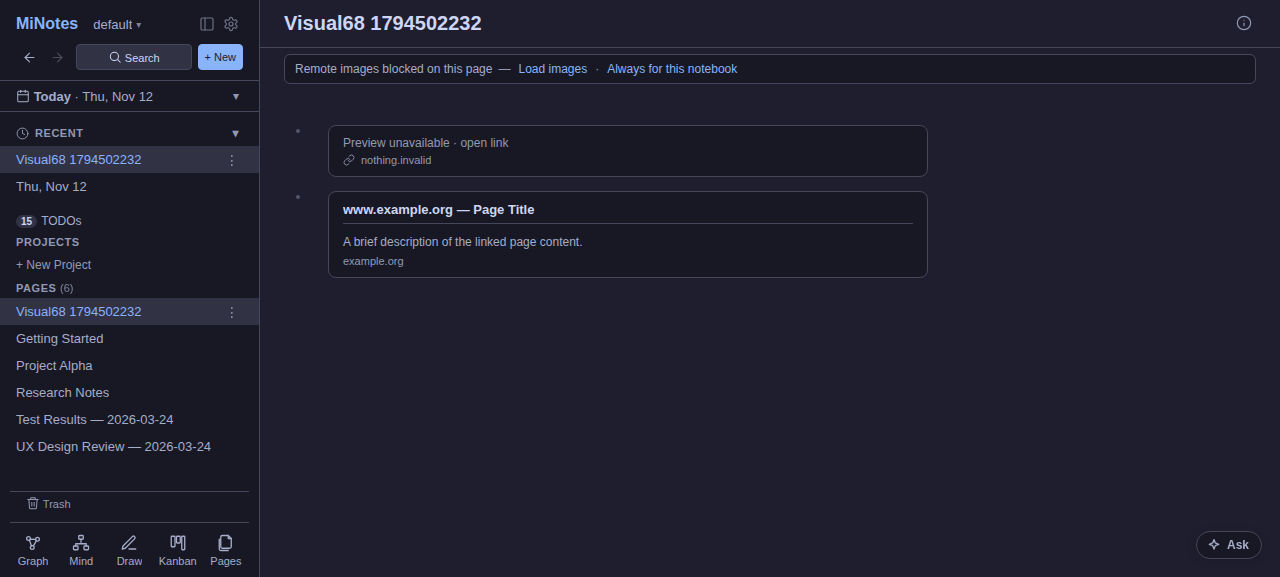 MiNotes default
Search
+ New
Today · Thu, Nov 12
RECENT
Visual68 1794502232
Thu, Nov 12
15 TODOs
PROJECTS
+ New Project
PAGES (6)
Visual68 1794502232
Getting Started
Project Alpha
Research Notes
Test Results — 2026-03-24
UX Design Review — 2026-03-24
Trash
Graph Mind Draw Kanban Pages
Visual68 1794502232
Remote images blocked on this page — Load images · Always for this notebook
Preview unavailable · open link
nothing.invalid
www.example.org — Page Title
A brief description of the linked page content.
example.org
Ask